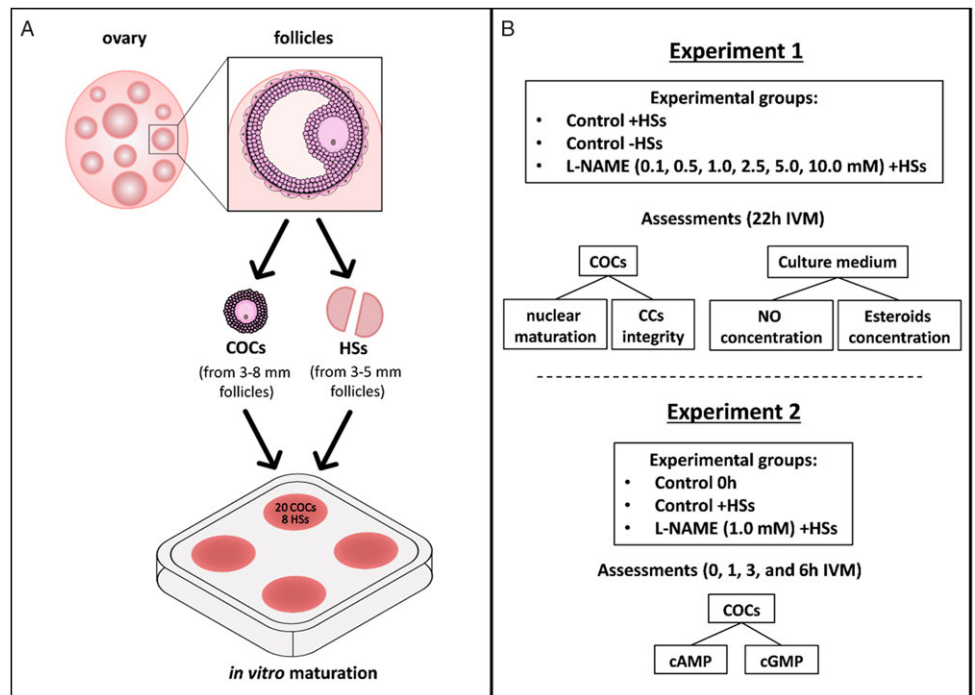 A
ovary
follicles
COCs
(from 3-8 mm
follicles)
HSs
(from 3-5 mm
follicles)
20 COCs
8 HSs
in vitro maturation
B
Experiment 1
Experimental groups:
• Control +HSs
• Control -HSs
• L-NAME (0.1, 0.5, 1.0, 2.5, 5.0, 10.0 mM) +HSs
Assessments (22h IVM)
COCs
nuclear
maturation
CCs
integrity
Culture medium
NO
concentration
Esteroids
concentration
Experiment 2
Experimental groups:
• Control 0h
• Control +HSs
• L-NAME (1.0 mM) +HSs
Assessments (0, 1, 3, and 6h IVM)
COCs
cAMP
cGMP